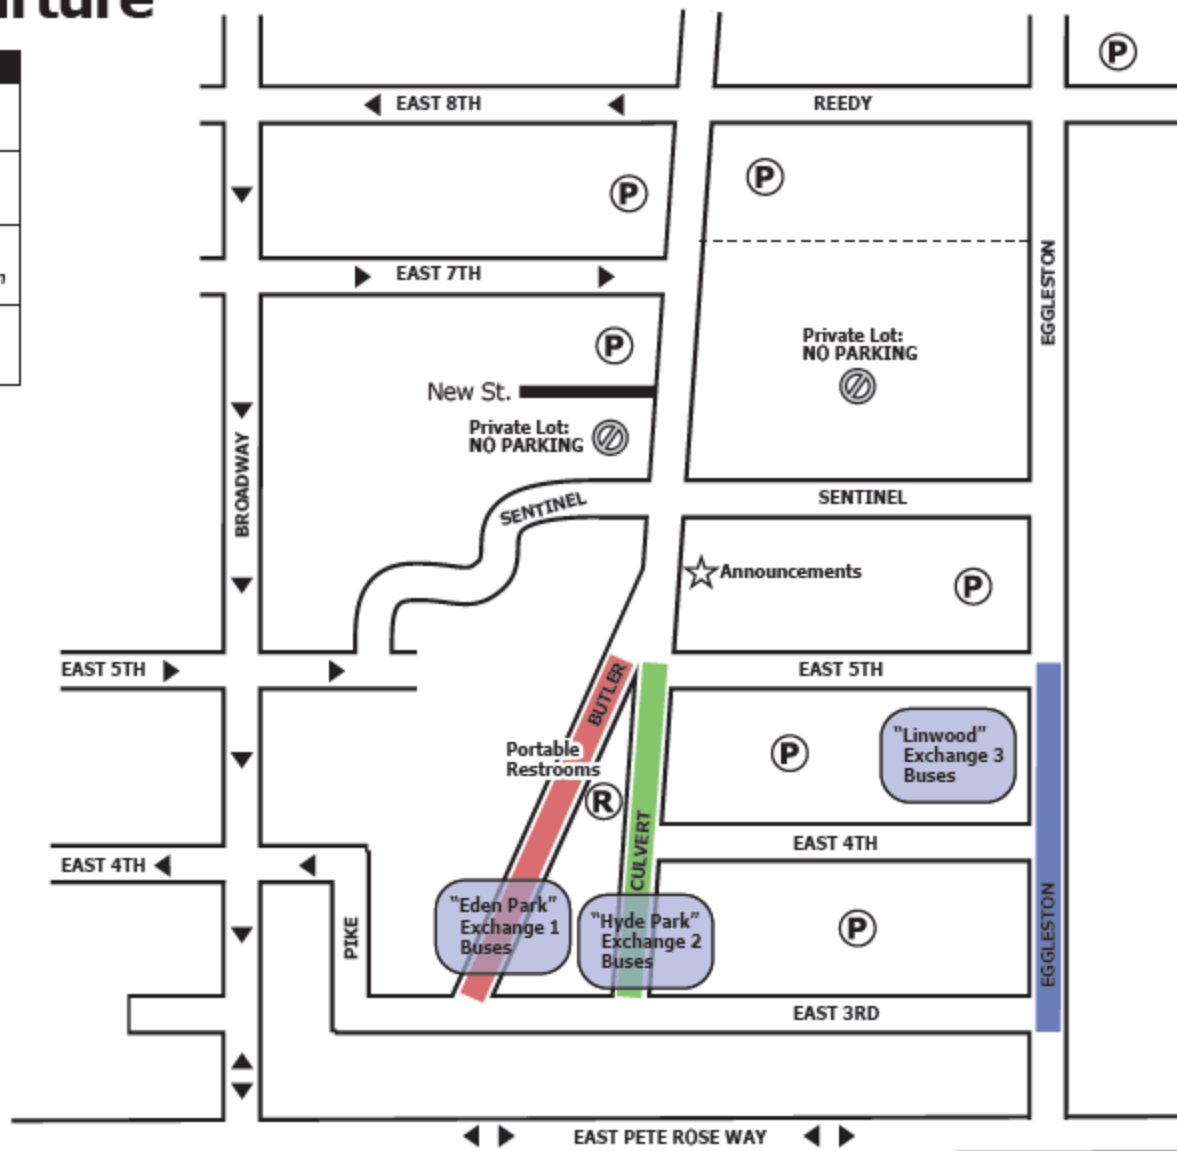 P
EAST 8TH
REEDY
P
P
EAST 7TH
EGGLESTON
P
Private Lot:
NO PARKING
New St.
Private Lot:
NO PARKING
BROADWAY
SENTINEL
SENTINEL
Announcements
P
EAST 5TH
EAST 5TH
BUTLER
"Linwood"
Exchange 3
Buses
Portable
Restrooms
P
R
CULVERT
EAST 4TH
EAST 4TH
"Eden Park"
Exchange 1
Buses
"Hyde Park"
Exchange 2
Buses
P
PIKE
EGGLESTON
EAST 3RD
EAST PETE ROSE WAY